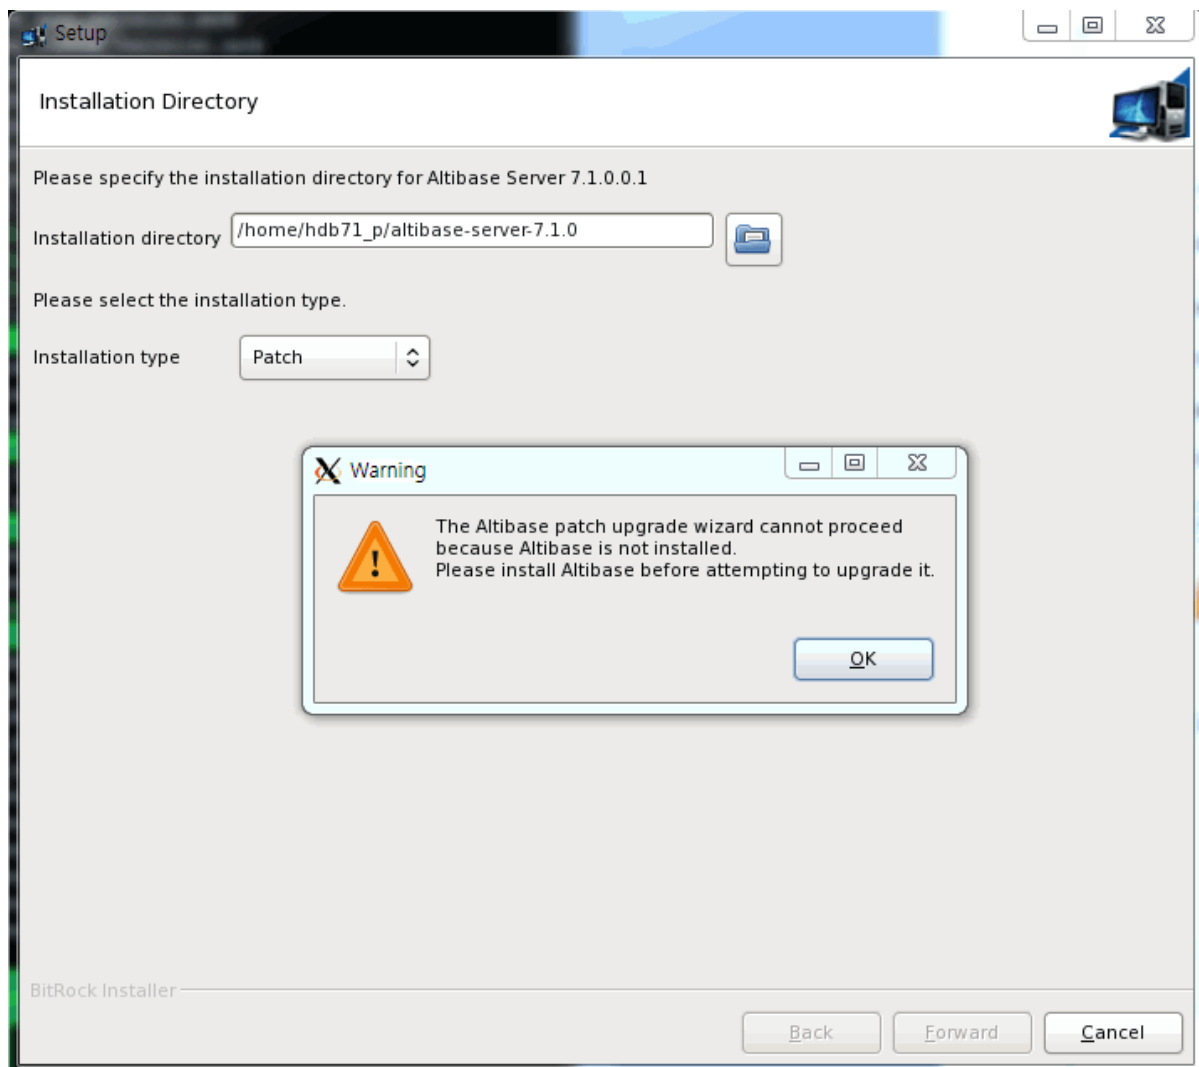 Setup
Installation Directory
Please specify the installation directory for Altibase Server 7.1.0.0.1
Installation directory /home/hdb71_p/altibase-server-7.1.0
Please select the installation type.
Installation type Patch
Warning
The Altibase patch upgrade wizard cannot proceed
because Altibase is not installed.
Please install Altibase before attempting to upgrade it.
OK
BitRock Installer
Back Forward Cancel